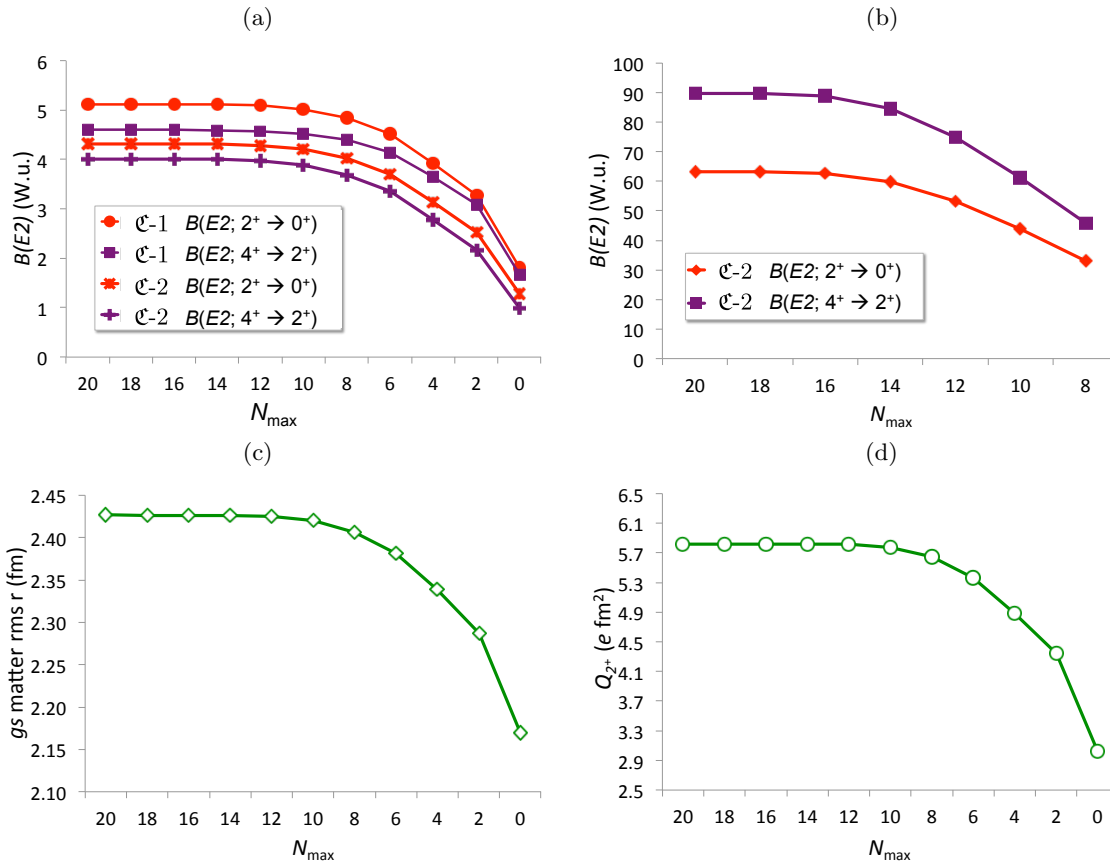 (a)
6
5
4
3
2
1
0
B(E2) (W.u.)
ℭ-1 B(E2; 2⁺ → 0⁺)
ℭ-1 B(E2; 4⁺ → 2⁺)
ℭ-2 B(E2; 2⁺ → 0⁺)
ℭ-2 B(E2; 4⁺ → 2⁺)
20 18 16 14 12 10 8 6 4 2 0
N_max
(b)
100
90
80
70
60
50
40
30
20
10
0
B(E2) (W.u.)
ℭ-2 B(E2; 2⁺ → 0⁺)
ℭ-2 B(E2; 4⁺ → 2⁺)
20 18 16 14 12 10 8
N_max
(c)
2.45
2.40
2.35
2.30
2.25
2.20
2.15
2.10
gs matter rms r (fm)
20 18 16 14 12 10 8 6 4 2 0
N_max
(d)
6.5
6.1
5.7
5.3
4.9
4.5
4.1
3.7
3.3
2.9
2.5
Q_2⁺ (e fm²)
20 18 16 14 12 10 8 6 4 2 0
N_max